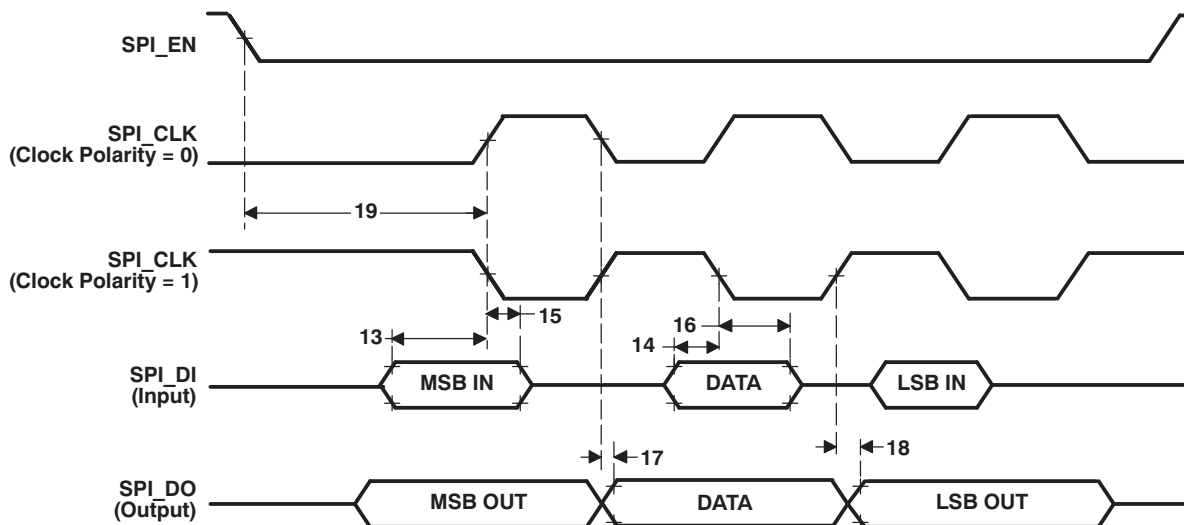 SPI_EN
SPI_CLK
(Clock Polarity = 0)
19
SPI_CLK
(Clock Polarity = 1)
15
13
16
14
SPI_DI
(Input)
MSB IN
DATA
LSB IN
17
18
SPI_DO
(Output)
MSB OUT
DATA
LSB OUT